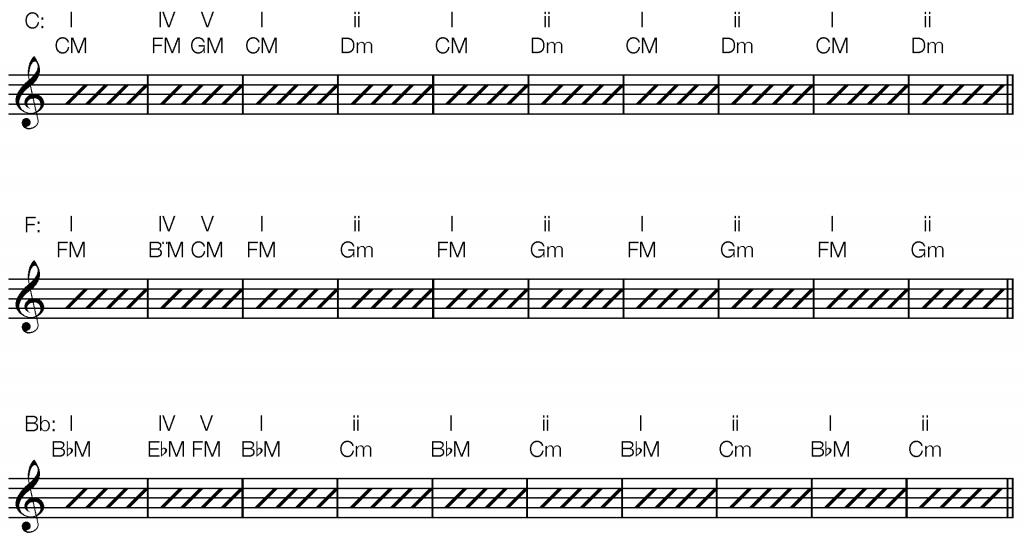 C: I IV V I ii I ii I ii I ii
CM FM GM CM Dm CM Dm CM Dm CM Dm
F: I IV V I ii I ii I ii I ii
FM B¨M CM FM Gm FM Gm FM Gm FM Gm
Bb: I IV V I ii I ii I ii I ii
B♭M E♭M FM B♭M Cm B♭M Cm B♭M Cm B♭M Cm